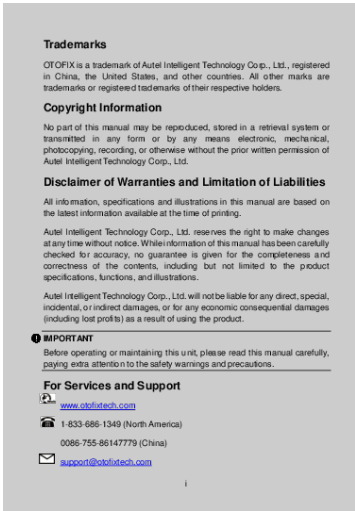 Trademarks
OTOFIX is a trademark of Autel Intelligent Technology Corp., Ltd., registered
in China, the United States, and other countries. All other marks are
trademarks or registered trademarks of their respective holders.
Copyright Information
No part of this manual may be reproduced, stored in a retrieval system or
transmitted in any form or by any means electronic, mechanical,
photocopying, recording, or otherwise without the prior written permission of
Autel Intelligent Technology Corp., Ltd.
Disclaimer of Warranties and Limitation of Liabilities
All information, specifications and illustrations in this manual are based on
the latest information available at the time of printing.
Autel Intelligent Technology Corp., Ltd. reserves the right to make changes
at any time without notice. While information of this manual has been carefully
checked for accuracy, no guarantee is given for the completeness and
correctness of the contents, including but not limited to the product
specifications, functions, and illustrations.
Autel Intelligent Technology Corp., Ltd. will not be liable for any direct, special,
incidental, or indirect damages, or for any economic consequential damages
(including lost profits) as a result of using the product.
IMPORTANT
Before operating or maintaining this unit, please read this manual carefully,
paying extra attention to the safety warnings and precautions.
For Services and Support
www.otofixtech.com
1-833-686-1349 (North America)
0086-755-86147779 (China)
support@otofixtech.com
i